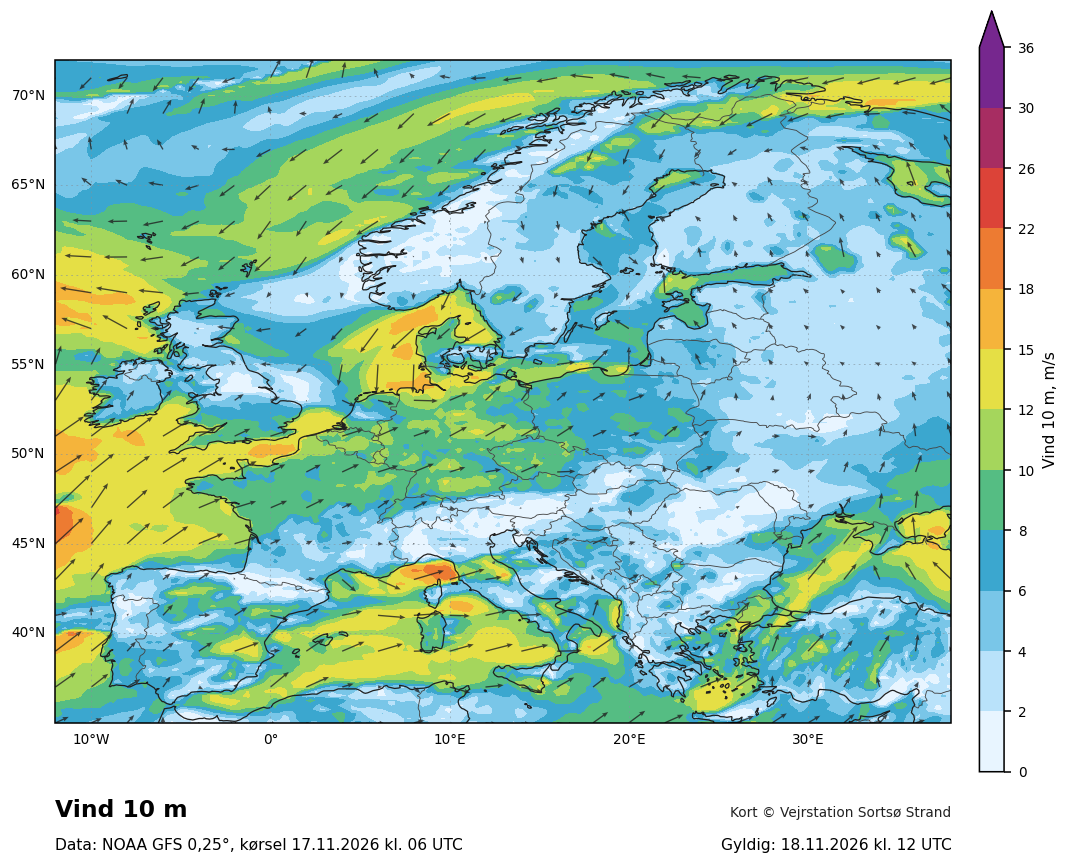 36
30
26
22
18
15
12
10
8
6
4
2
0
Vind 10 m, m/s
70°N
65°N
60°N
55°N
50°N
45°N
40°N
10°W
0°
10°E
20°E
30°E
Vind 10 m
Kort © Vejrstation Sortsø Strand
Data: NOAA GFS 0,25°, kørsel 17.11.2026 kl. 06 UTC
Gyldig: 18.11.2026 kl. 12 UTC